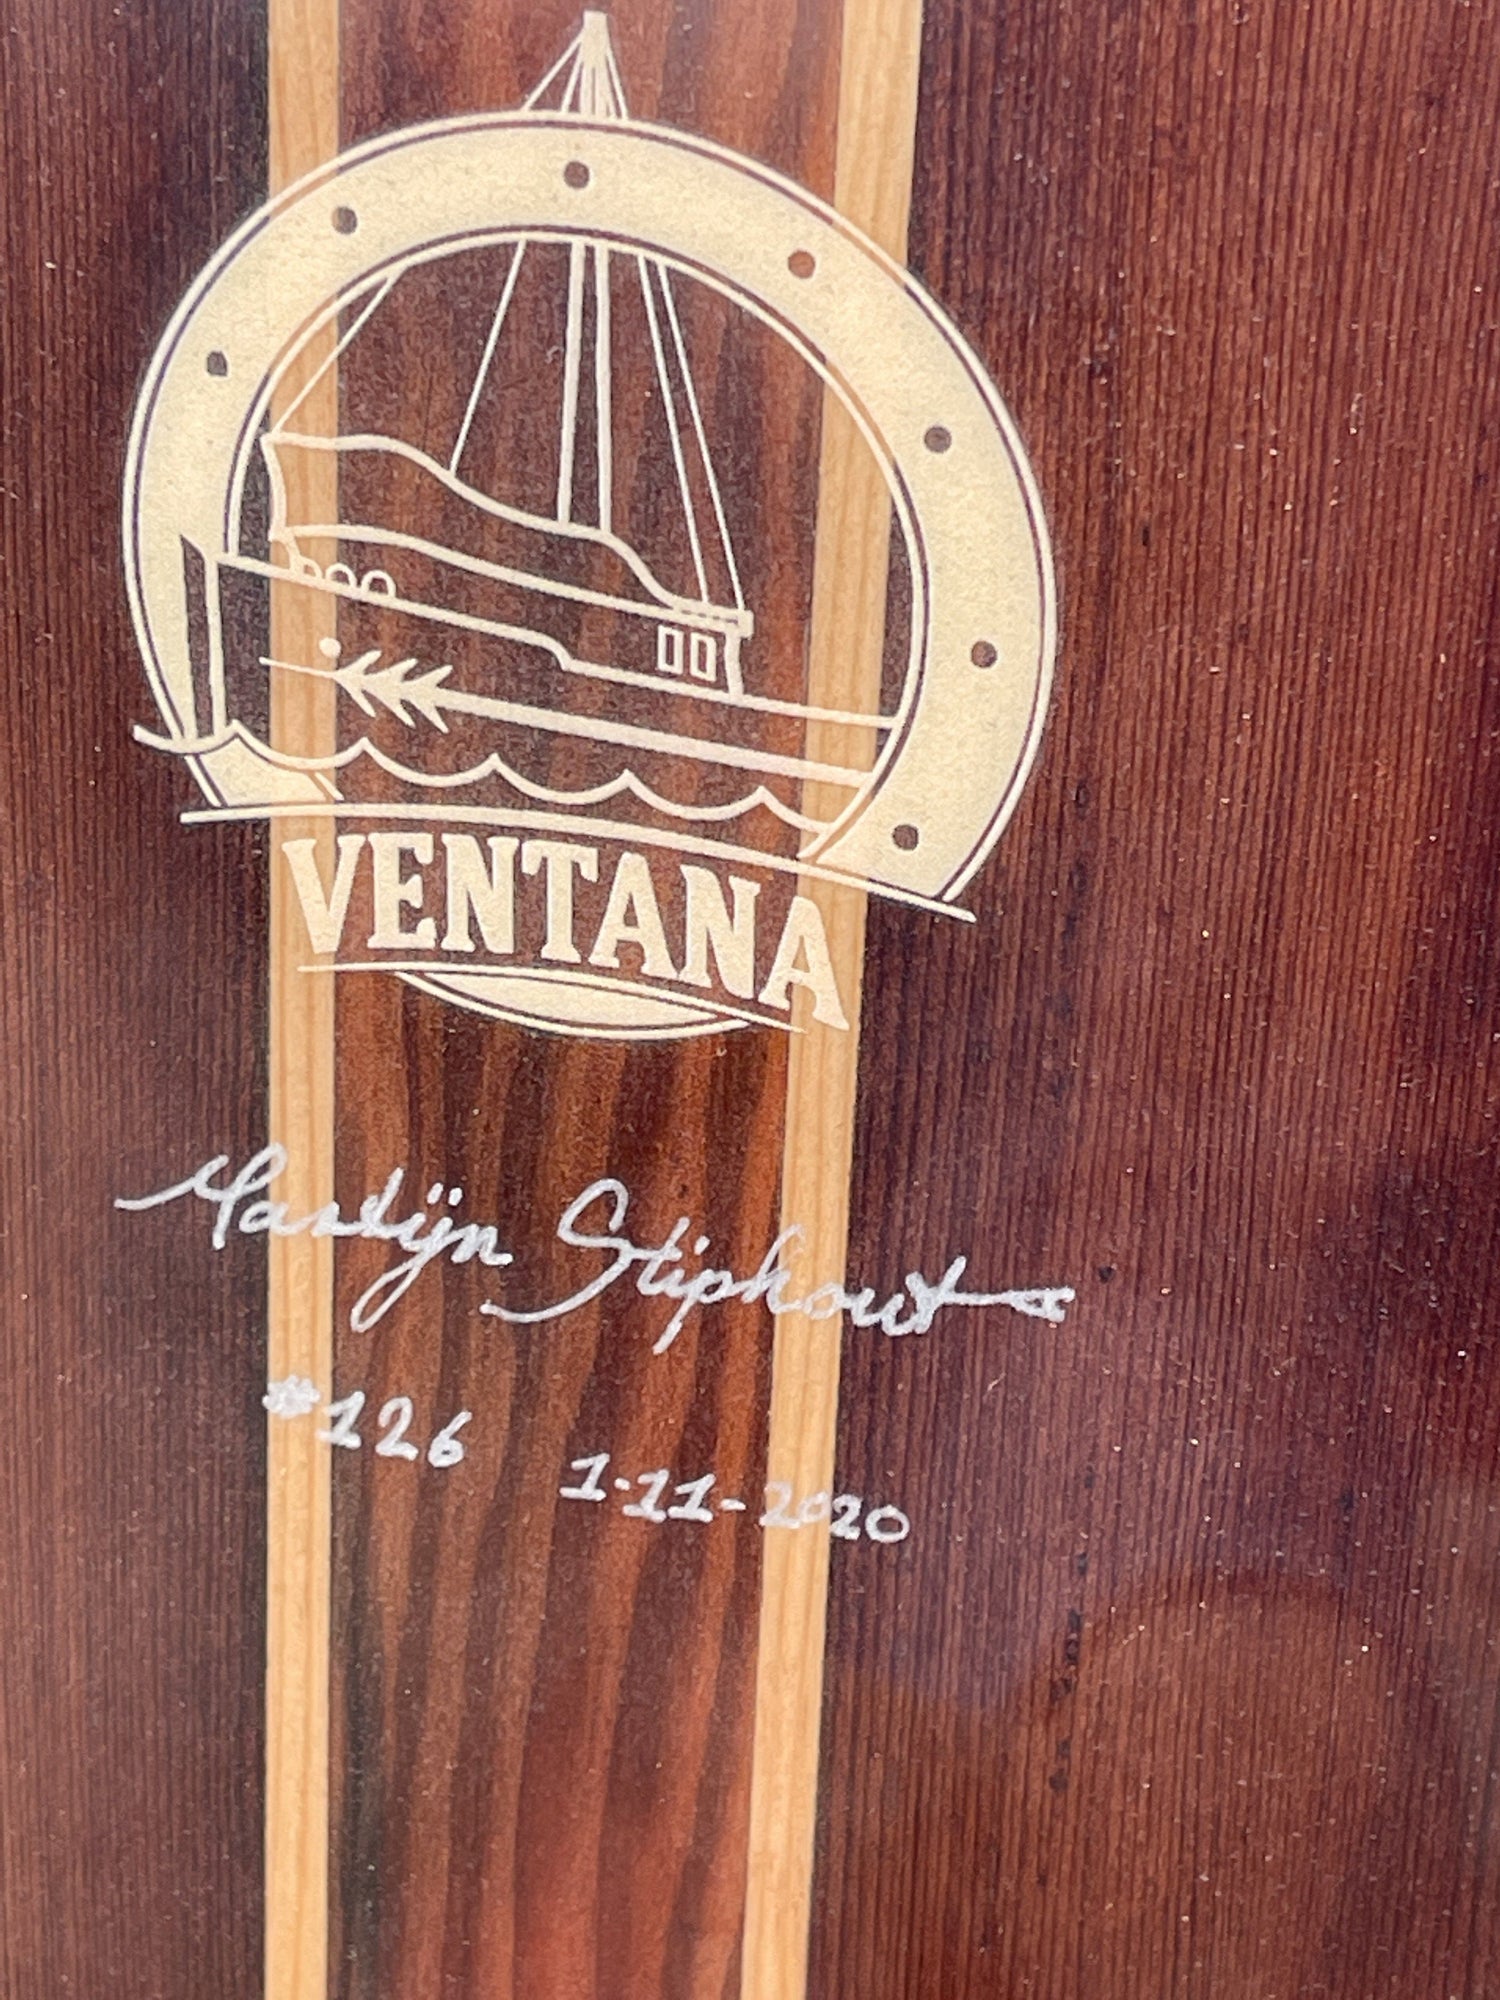 VENTANA
Martijn Stiphout
#126 1-11-2020